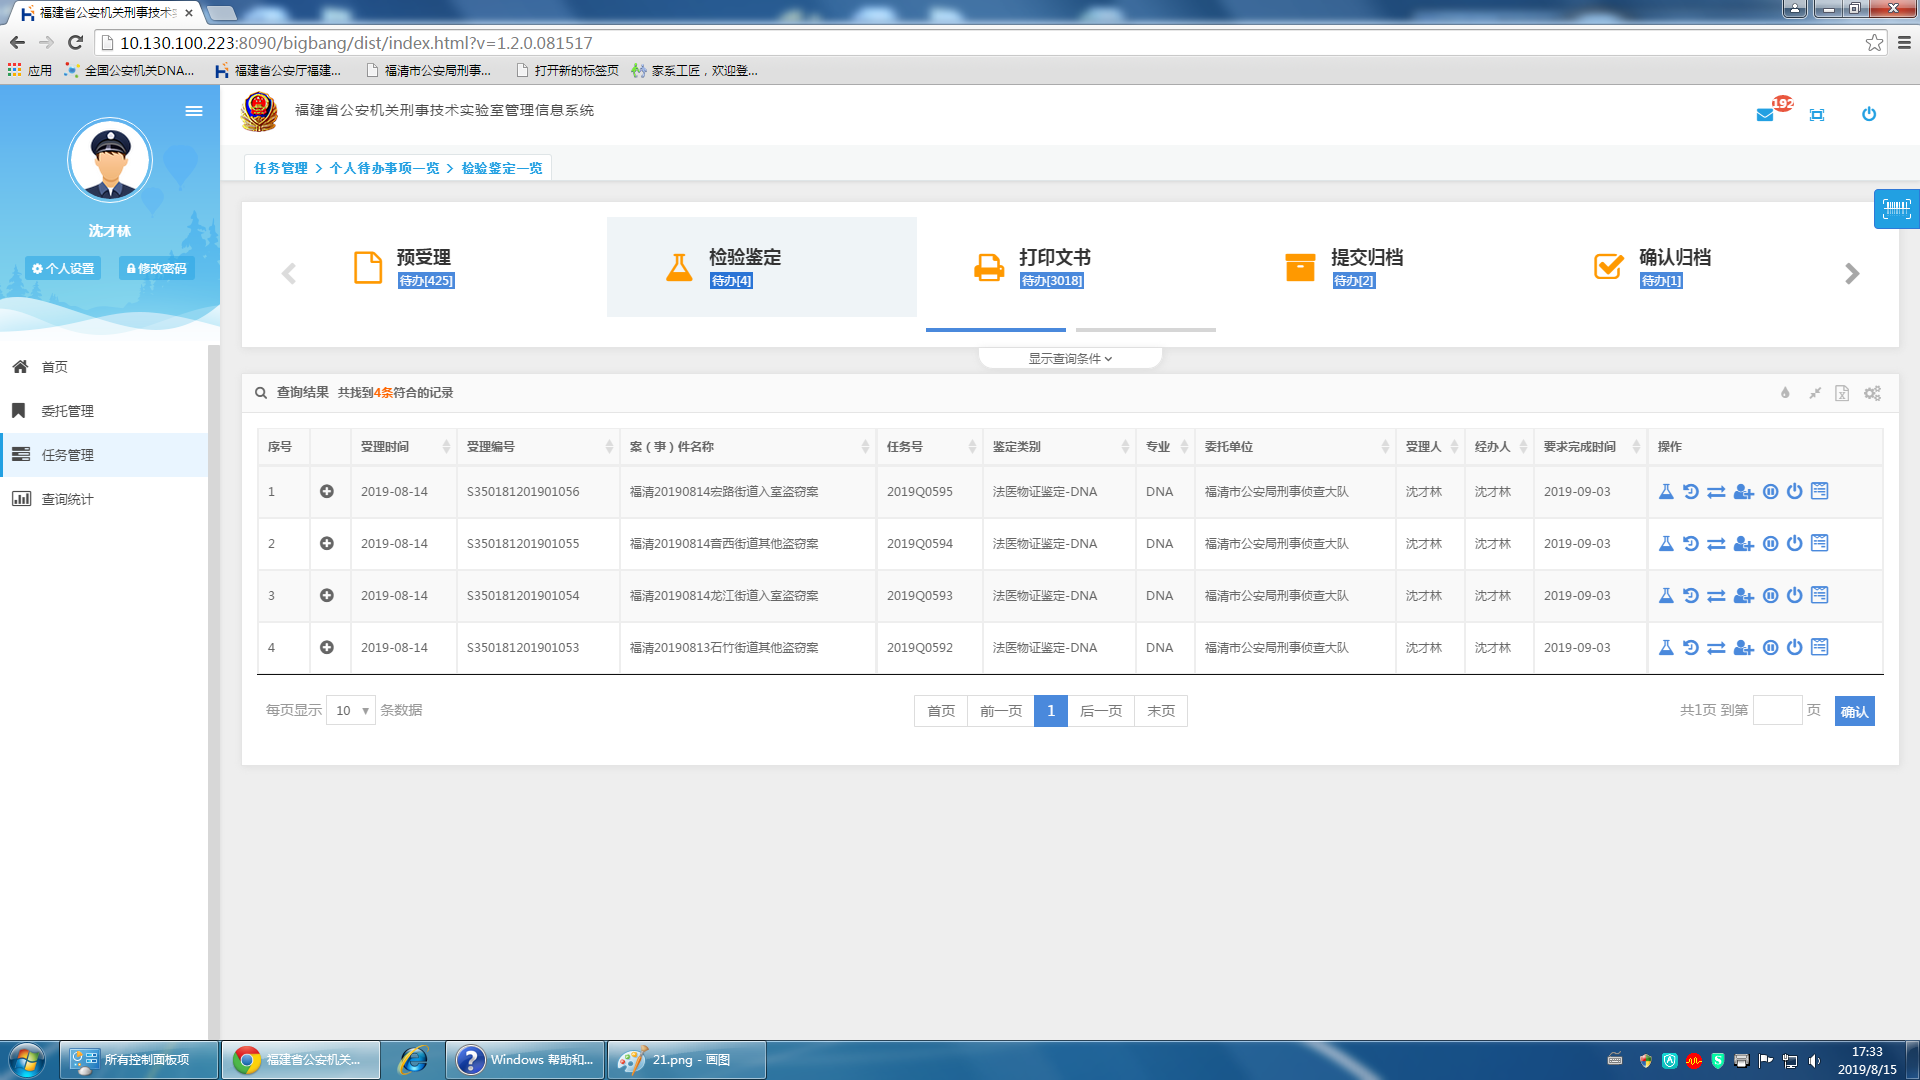 福建省公安机关刑事技术实
10.130.100.223:8090/bigbang/dist/index.html?v=1.2.0.081517
应用 全国公安机关DNA... 福建省公安厅福建... 福清市公安局刑事... 打开新的标签页 家系工匠，欢迎登...
福建省公安机关刑事技术实验室管理信息系统
192
任务管理 > 个人待办事项一览 > 检验鉴定一览
沈才林
个人设置 修改密码
首页
委托管理
任务管理
查询统计
预受理 检验鉴定 打印文书 提交归档 确认归档
待办[425] 待办[4] 待办[3018] 待办[2] 待办[1]
显示查询条件
查询结果 共找到4条符合的记录
序号 受理时间 受理编号 案（事）件名称 任务号 鉴定类别 专业 委托单位 受理人 经办人 要求完成时间 操作
1 2019-08-14 S350181201901056 福清20190814宏路街道入室盗窃案 2019Q0595 法医物证鉴定-DNA DNA 福清市公安局刑事侦查大队 沈才林 沈才林 2019-09-03
2 2019-08-14 S350181201901055 福清20190814音西街道其他盗窃案 2019Q0594 法医物证鉴定-DNA DNA 福清市公安局刑事侦查大队 沈才林 沈才林 2019-09-03
3 2019-08-14 S350181201901054 福清20190814龙江街道入室盗窃案 2019Q0593 法医物证鉴定-DNA DNA 福清市公安局刑事侦查大队 沈才林 沈才林 2019-09-03
4 2019-08-14 S350181201901053 福清20190813石竹街道其他盗窃案 2019Q0592 法医物证鉴定-DNA DNA 福清市公安局刑事侦查大队 沈才林 沈才林 2019-09-03
每页显示 10 条数据 首页 前一页 1 后一页 末页 共1页 到第 页 确认
所有控制面板项 福建省公安机关... Windows 帮助和... 21.png - 画图
17:33
2019/8/15